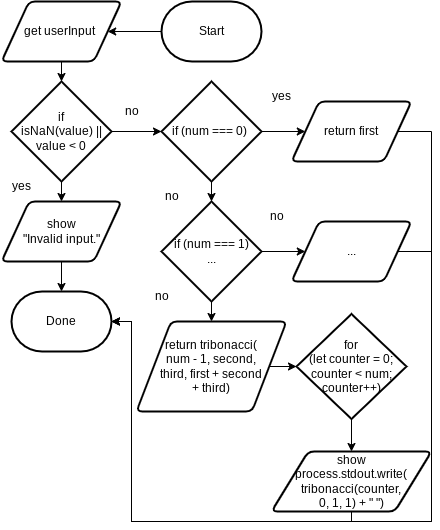 get userInput
Start
if
isNaN(value) ||
value < 0
no
if (num === 0)
yes
return first
yes
no
show
"Invalid input."
if (num === 1)
...
no
...
Done
no
return tribonacci(
num - 1, second,
third, first + second
+ third)
for
(let counter = 0;
counter < num;
counter++)
show
process.stdout.write(
tribonacci(counter,
0, 1, 1) + " ")